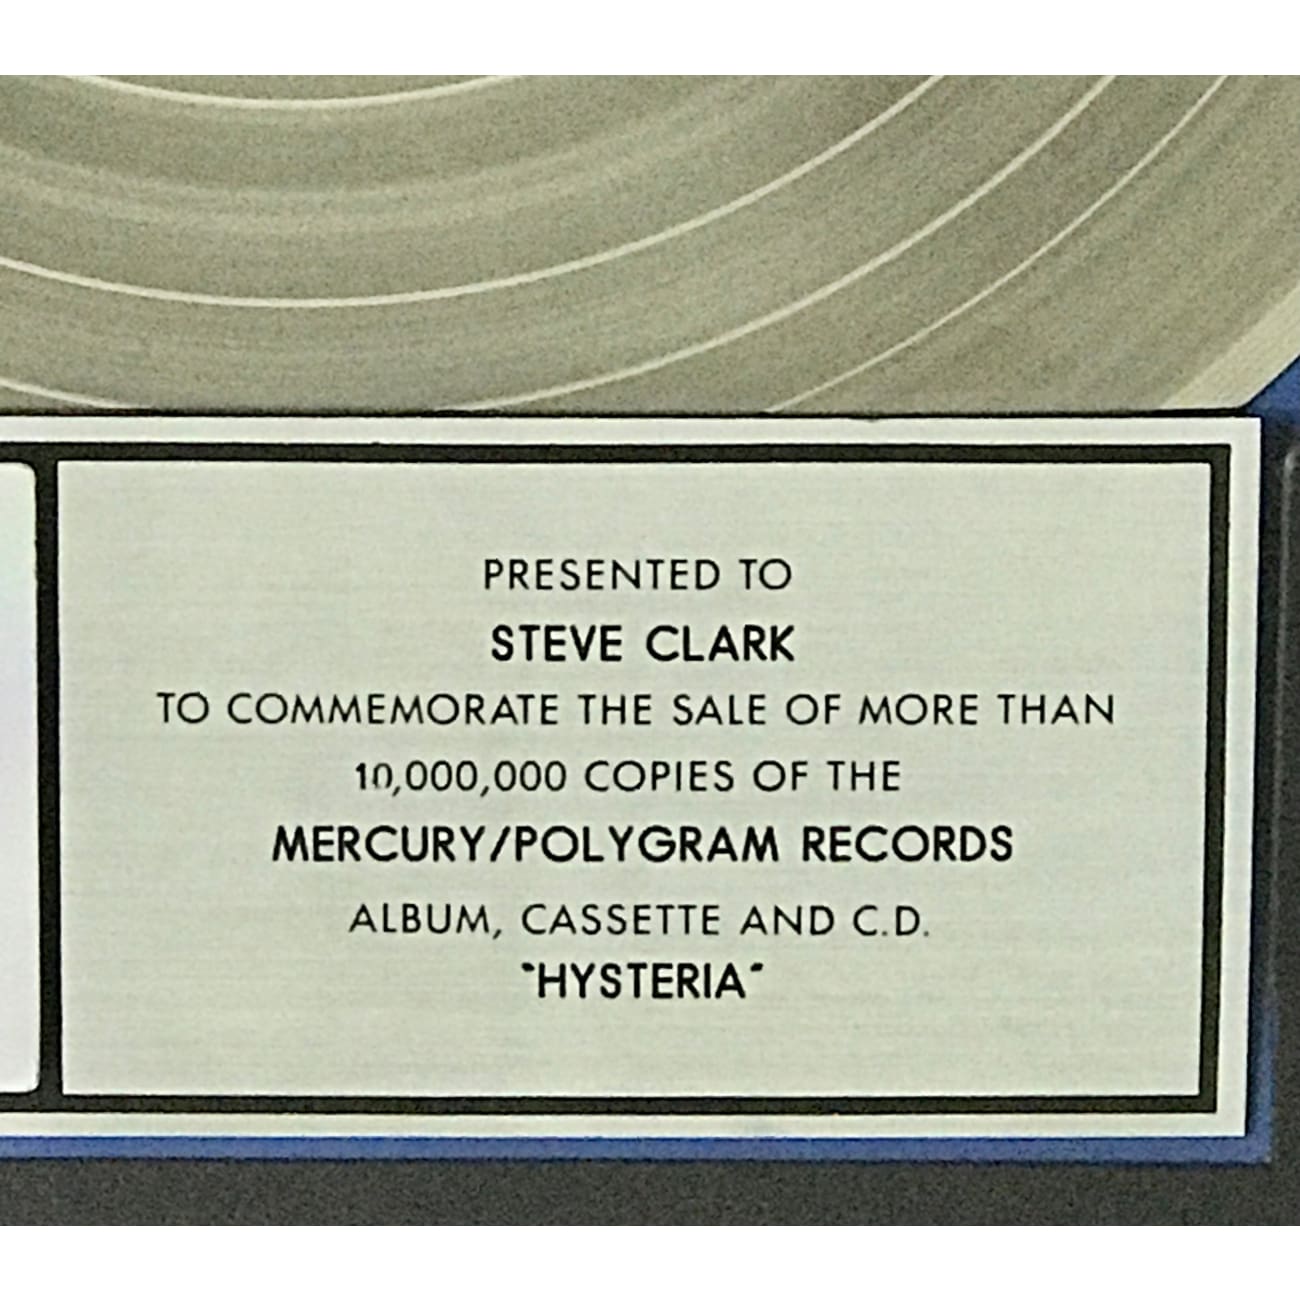 PRESENTED TO
STEVE CLARK
TO COMMEMORATE THE SALE OF MORE THAN
10,000,000 COPIES OF THE
MERCURY/POLYGRAM RECORDS
ALBUM, CASSETTE AND C.D.
"HYSTERIA"